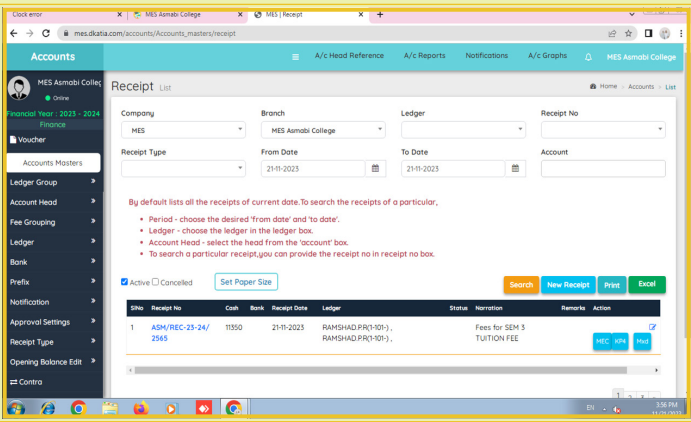 Clock error
MES Asmabi College
MES | Receipt
mes.dkatia.com/accounts/Accounts_masters/receipt
Accounts
A/c Head Reference
A/c Reports
Notifications
A/c Graphs
MES Asmabi College
MES Asmabi Colleg
Online
Financial Year : 2023 - 2024
Finance
Voucher
Accounts Masters
Ledger Group
Account Head
Fee Grouping
Ledger
Bank
Prefix
Notification
Approval Settings
Receipt Type
Opening Balance Edit
Contra
Receipt List
Home > Accounts > List
Company
Branch
Ledger
Receipt No
MES
MES Asmabi College
Receipt Type
From Date
To Date
Account
21-11-2023
21-11-2023
By default lists all the receipts of current date.To search the receipts of a particular,
Period - choose the desired 'from date' and 'to date'.
Ledger - choose the ledger in the ledger box.
Account Head - select the head from the 'account' box.
To search a particular receipt,you can provide the receipt no in receipt no box.
Active
Cancelled
Set Paper Size
Search
New Receipt
Print
Excel
SlNo Receipt No Cash Bank Receipt Date Ledger Status Narration Remarks Action
1 ASM/REC-23-24/ 11350 21-11-2023 RAMSHAD.P.R(1-101-) , Fees for SEM 3
2565 RAMSHAD.P.R(1-101-) , TUITION FEE
MEC KP4 Mxd
1 2 3
EN
3:56 PM
11/21/2023